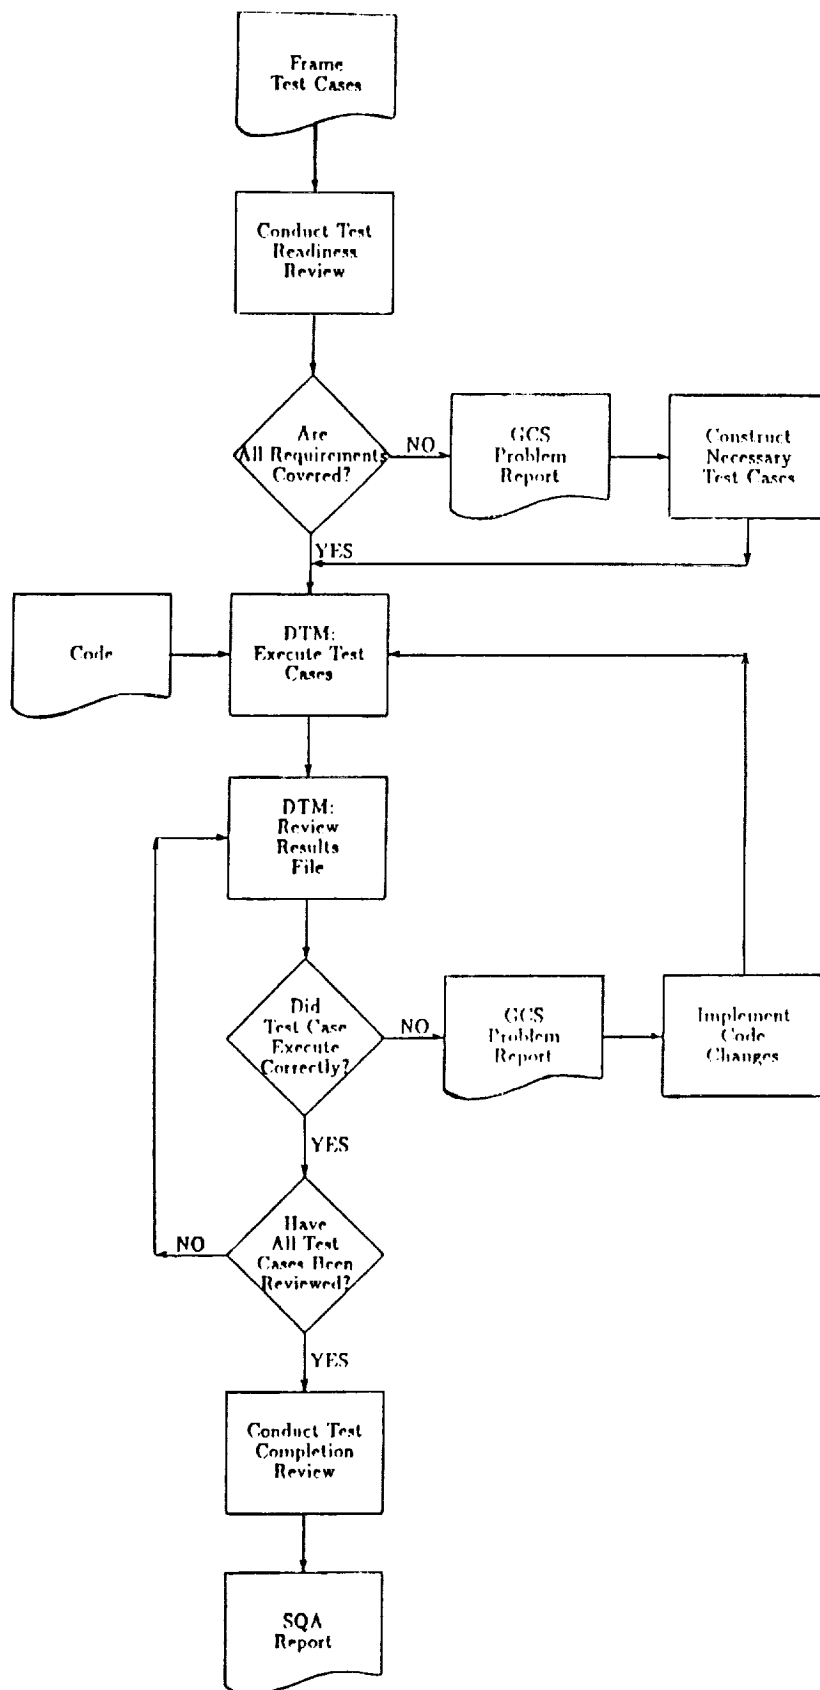 Frame
Test Cases
Conduct Test
Readiness
Review
Are
All Requirements
Covered?
NO
GCS
Problem
Report
Construct
Necessary
Test Cases
YES
Code
DTM:
Execute Test
Cases
DTM:
Review
Results
File
Did
Test Case
Execute
Correctly?
NO
GCS
Problem
Report
Implement
Code
Changes
YES
Have
All Test
Cases Been
Reviewed?
NO
YES
Conduct Test
Completion
Review
SQA
Report